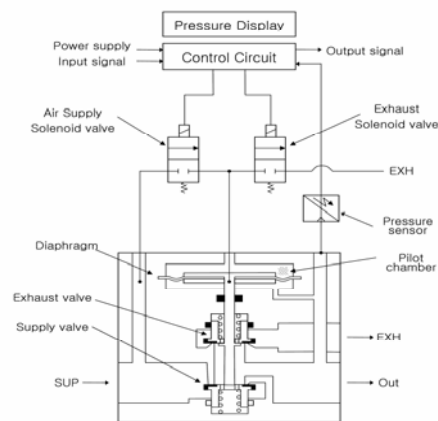 Pressure Display
Power supply
Input signal
Control Circuit
Output signal
Air Supply
Solenoid valve
Exhaust
Solenoid valve
EXH
Pressure
sensor
Diaphragm
Pilot
chamber
Exhaust valve
Supply valve
EXH
SUP
Out